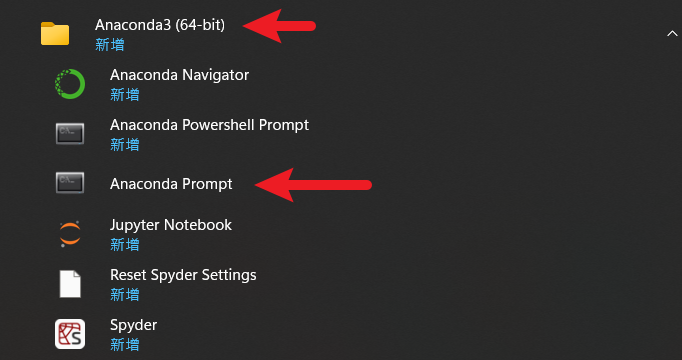 Anaconda3 (64-bit)
新增
Anaconda Navigator
新增
Anaconda Powershell Prompt
新增
Anaconda Prompt
Jupyter Notebook
新增
Reset Spyder Settings
新增
Spyder
新增